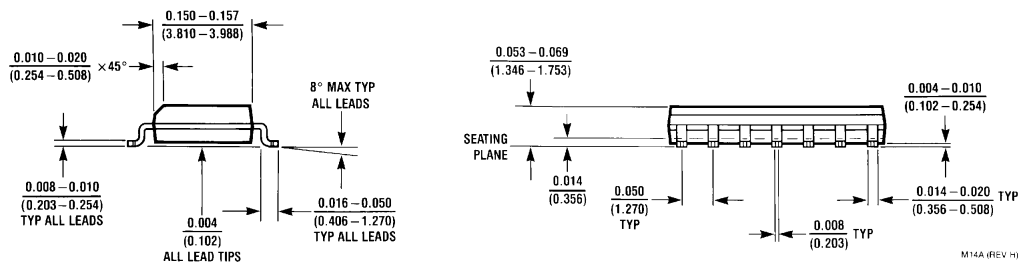 0.150 – 0.157
(3.810 – 3.988)
0.010 – 0.020
(0.254 – 0.508)
×45°
8° MAX TYP
ALL LEADS
0.008 – 0.010
(0.203 – 0.254)
TYP ALL LEADS
0.004
(0.102)
ALL LEAD TIPS
0.016 – 0.050
(0.406 – 1.270)
TYP ALL LEADS
0.053 – 0.069
(1.346 – 1.753)
0.004 – 0.010
(0.102 – 0.254)
SEATING
PLANE
0.014
(0.356)
0.050
(1.270)
TYP
0.008
(0.203)
TYP
0.014 – 0.020
(0.356 – 0.508)
TYP
M14A (REV H)